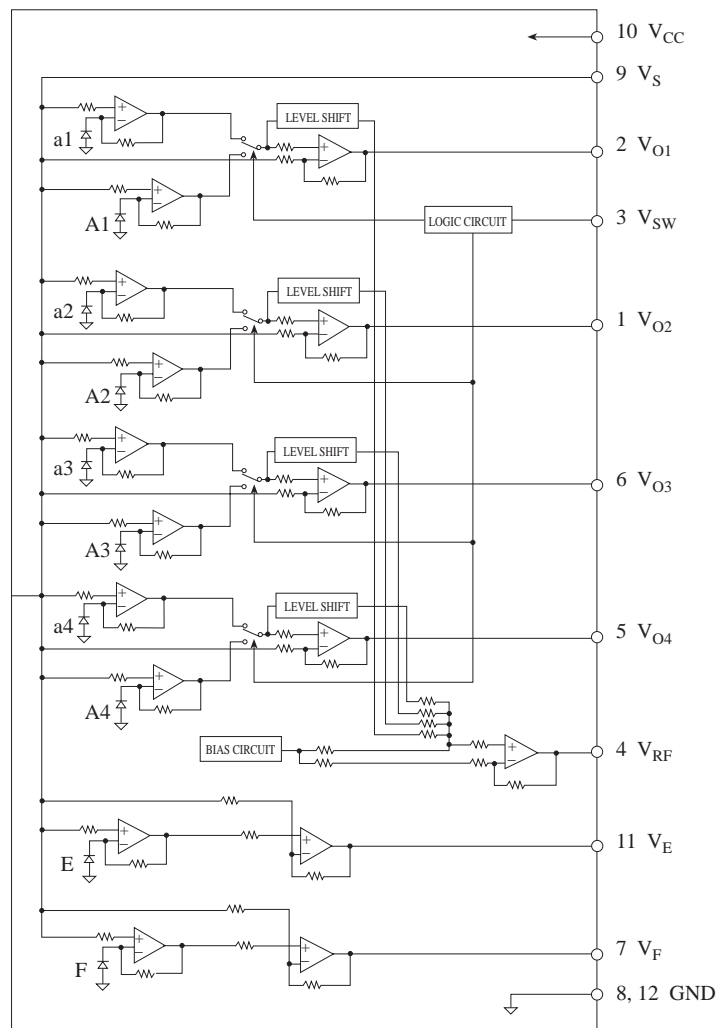 10 VCC
9 VS
a1
LEVEL SHIFT
2 VO1
A1
LOGIC CIRCUIT
3 VSW
a2
LEVEL SHIFT
1 VO2
A2
a3
LEVEL SHIFT
6 VO3
A3
a4
LEVEL SHIFT
5 VO4
A4
BIAS CIRCUIT
4 VRF
E
11 VE
F
7 VF
8, 12 GND